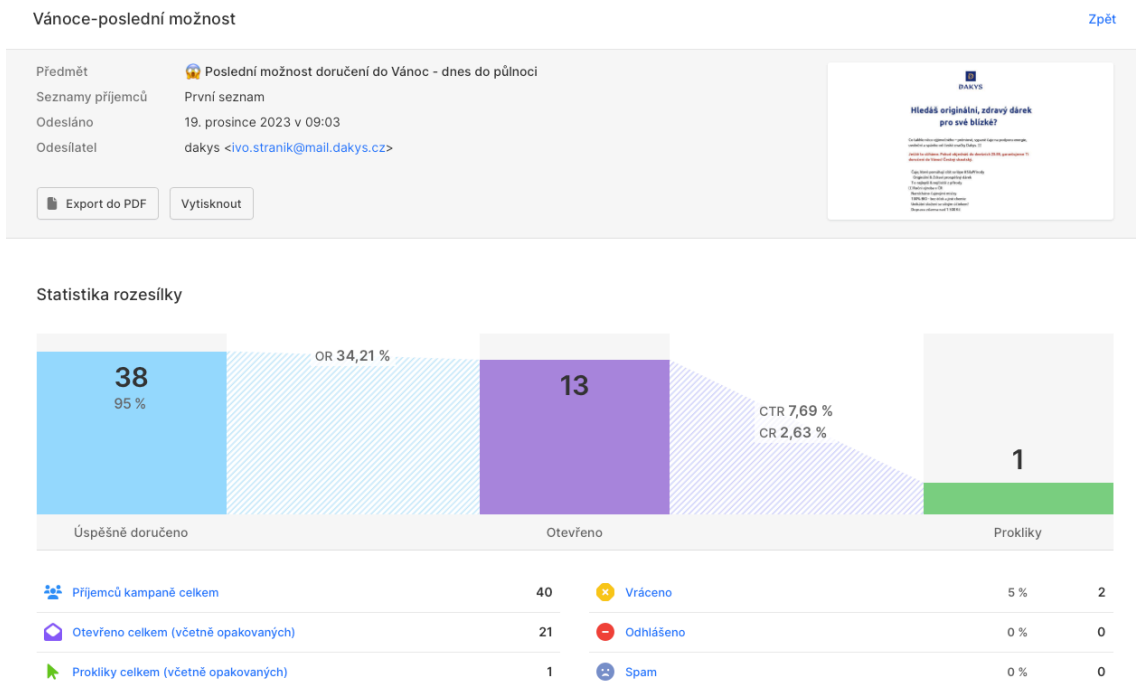 Vánoce-poslední možnost
Zpět
Předmět 😱 Poslední možnost doručení do Vánoc - dnes do půlnoci
Seznamy příjemců První seznam
Odesláno 19. prosince 2023 v 09:03
Odesílatel dakys <ivo.stranik@mail.dakys.cz>
Export do PDF Vytisknout
DAKYS
Hledáš originální, zdravý dárek
pro své blízké?
Statistika rozesílky
38
95 %
OR 34,21 %
13
CTR 7,69 %
CR 2,63 %
1
Úspěšně doručeno Otevřeno Prokliky
Příjemců kampaně celkem 40
Otevřeno celkem (včetně opakovaných) 21
Prokliky celkem (včetně opakovaných) 1
Vráceno 5 % 2
Odhlášeno 0 % 0
Spam 0 % 0